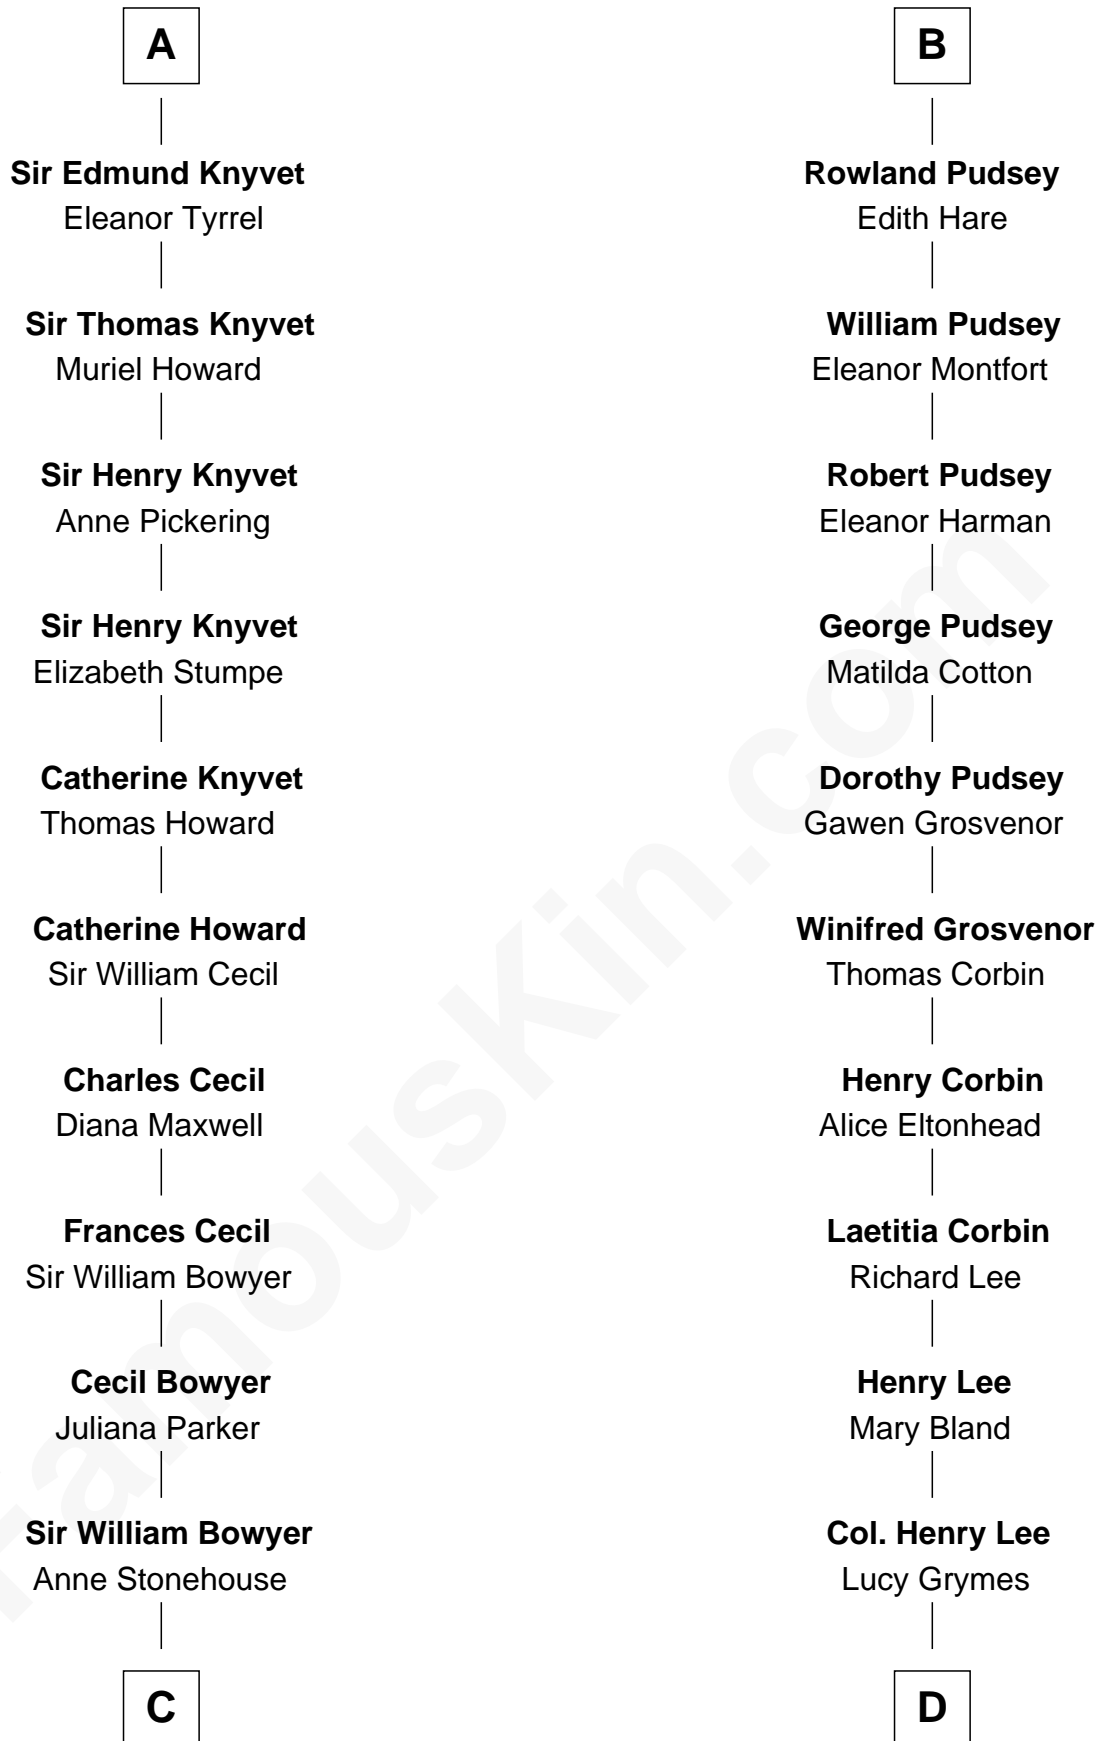 A
Sir Edmund Knyvet
Eleanor Tyrrel
Sir Thomas Knyvet
Muriel Howard
Sir Henry Knyvet
Anne Pickering
Sir Henry Knyvet
Elizabeth Stumpe
Catherine Knyvet
Thomas Howard
Catherine Howard
Sir William Cecil
Charles Cecil
Diana Maxwell
Frances Cecil
Sir William Bowyer
Cecil Bowyer
Juliana Parker
Sir William Bowyer
Anne Stonehouse
C
B
Rowland Pudsey
Edith Hare
William Pudsey
Eleanor Montfort
Robert Pudsey
Eleanor Harman
George Pudsey
Matilda Cotton
Dorothy Pudsey
Gawen Grosvenor
Winifred Grosvenor
Thomas Corbin
Henry Corbin
Alice Eltonhead
Laetitia Corbin
Richard Lee
Henry Lee
Mary Bland
Col. Henry Lee
Lucy Grymes
D
FamousKin.com